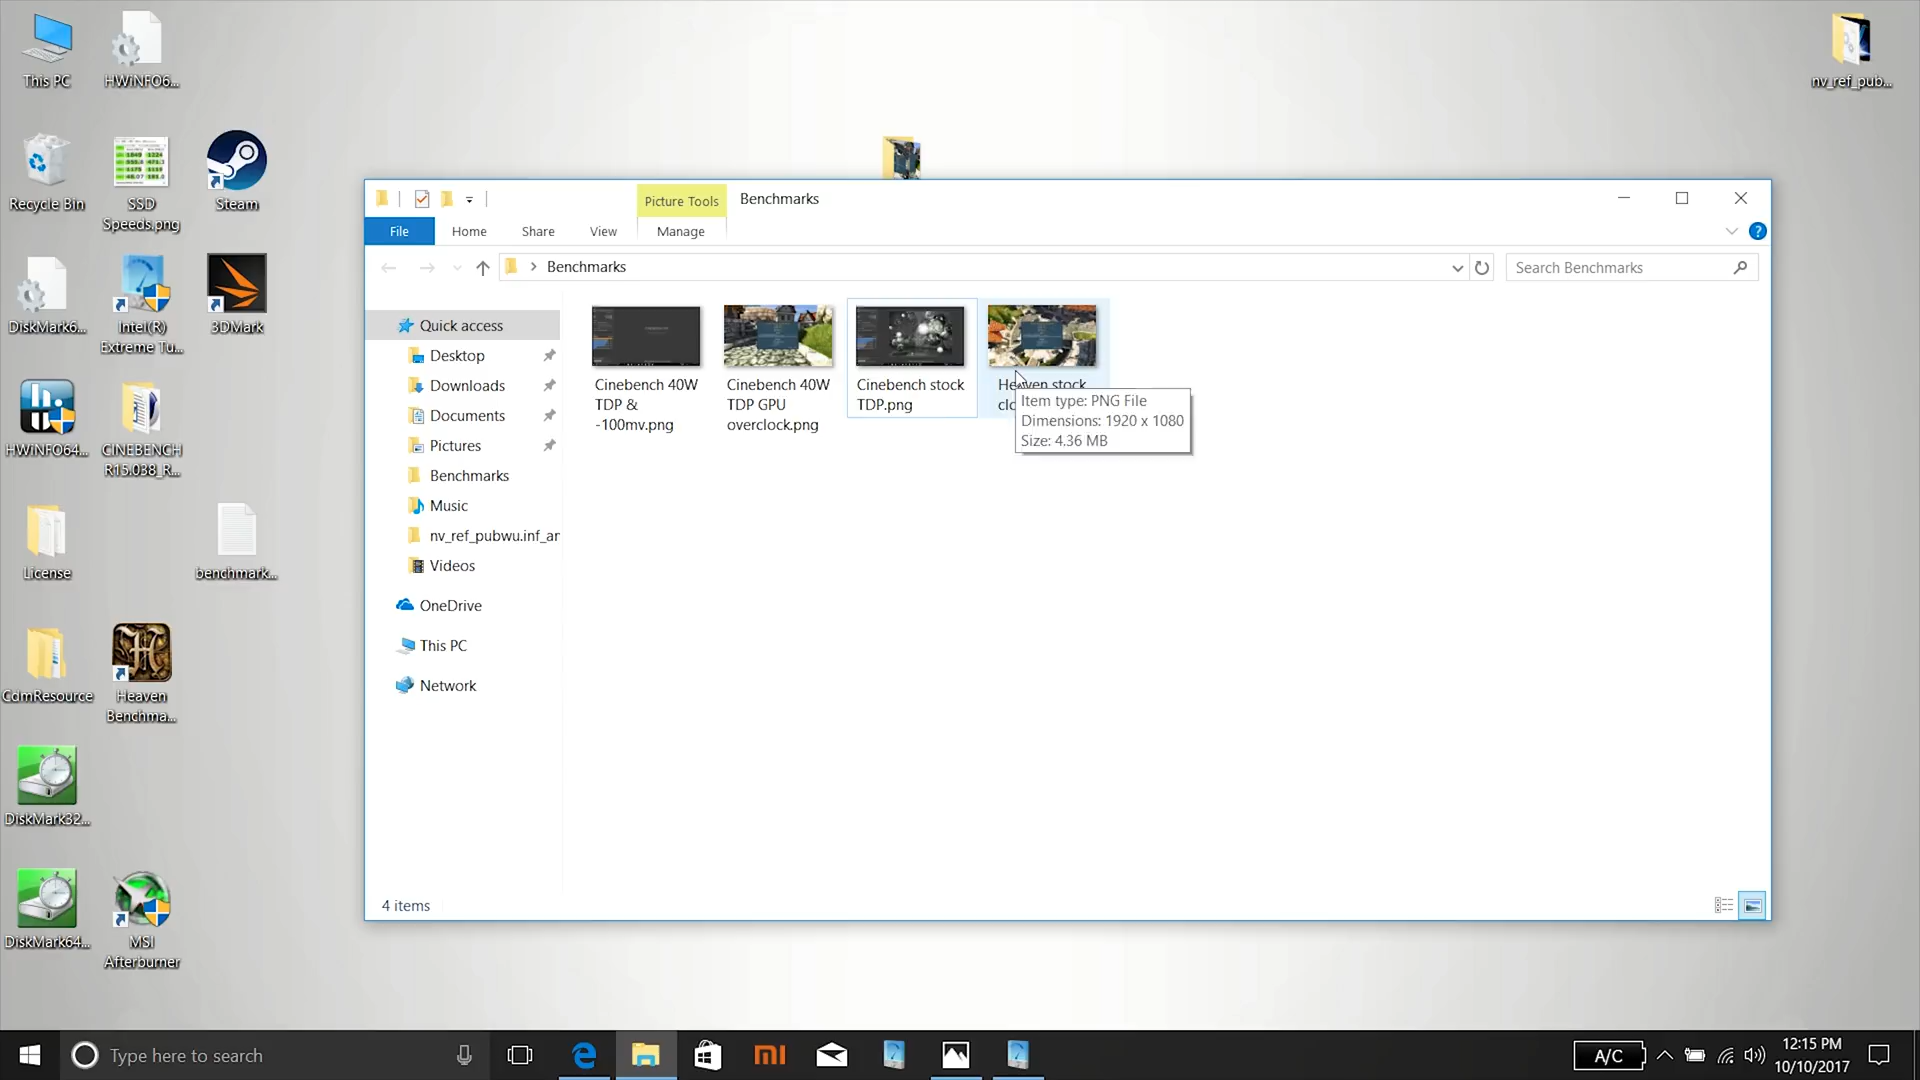 This PC
HWiNFO6...
nv_ref_pub...
Recycle Bin
SSD
Speeds.png
Steam
DiskMark6...
Intel(R)
Extreme Tu...
3DMark
HWiNFO64...
CINEBENCH
R15.038_R...
License
benchmark...
CdmResource
Heaven
Benchma...
DiskMark32...
DiskMark64...
MSI
Afterburner
Picture Tools
Benchmarks
File
Home
Share
View
Manage
Benchmarks
Search Benchmarks
Quick access
Desktop
Downloads
Documents
Pictures
Benchmarks
Music
nv_ref_pubwu.inf_ar
Videos
OneDrive
This PC
Network
Cinebench 40W
TDP &
-100mv.png
Cinebench 40W
TDP GPU
overclock.png
Cinebench stock
TDP.png
Heaven stock
clo
Item type: PNG File
Dimensions: 1920 x 1080
Size: 4.36 MB
4 items
Type here to search
A/C
12:15 PM
10/10/2017